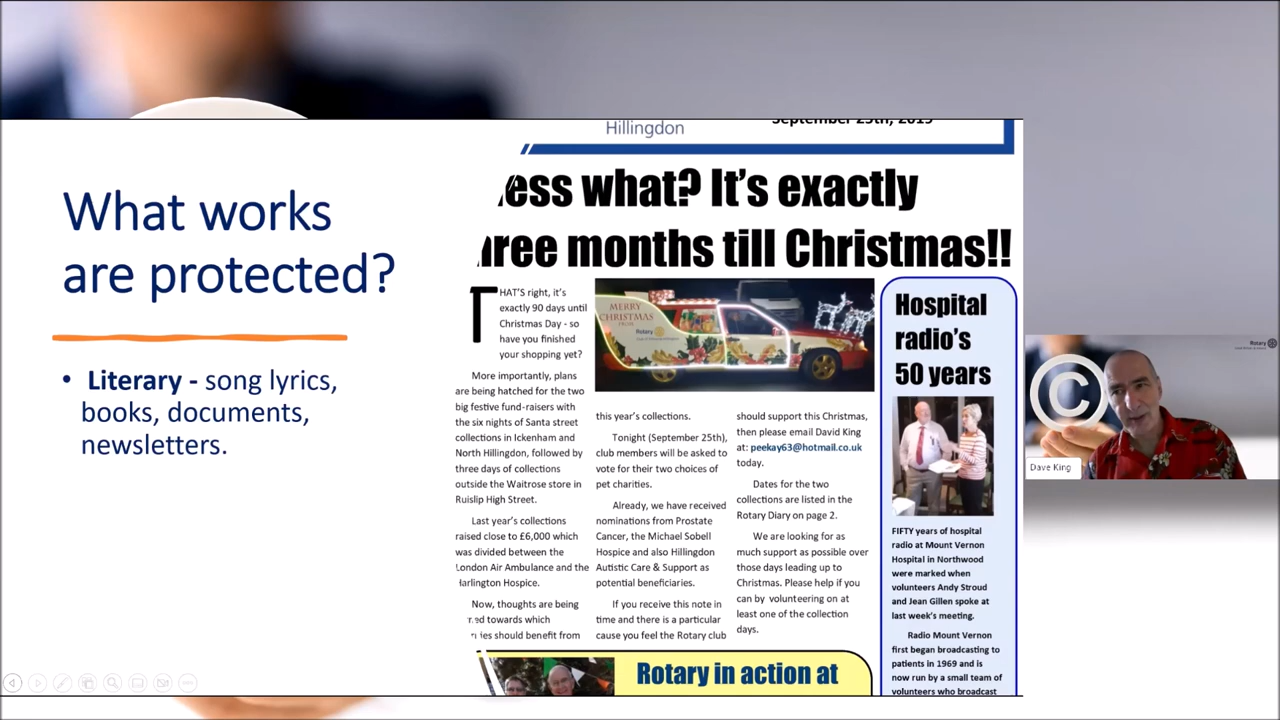 What works
are protected?
• Literary - song lyrics,
books, documents,
newsletters.
Hillingdon
September 25th, 2019
ess what? It's exactly
ree months till Christmas!!
THAT'S right, it's
exactly 90 days until
Christmas Day - so
have you finished
your shopping yet?
More importantly, plans
are being hatched for the two
big festive fund-raisers with
the six nights of Santa street
collections in Ickenham and
North Hillingdon, followed by
three days of collections
outside the Waitrose store in
Ruislip High Street.
Last year's collections
raised close to £6,000 which
was divided between the
London Air Ambulance and the
Harlington Hospice.
Now, thoughts are being
red towards which
ies should benefit from
MERRY
CHRISTMAS
FROM
Rotary
this year's collections.
Tonight (September 25th),
club members will be asked to
vote for their two choices of
pet charities.
Already, we have received
nominations from Prostate
Cancer, the Michael Sobell
Hospice and also Hillingdon
Autistic Care & Support as
potential beneficiaries.
If you receive this note in
time and there is a particular
cause you feel the Rotary club
should support this Christmas,
then please email David King
at: peekay63@hotmail.co.uk
today.
Dates for the two
collections are listed in the
Rotary Diary on page 2.
We are looking for as
much support as possible over
those days leading up to
Christmas. Please help if you
can by volunteering on at
least one of the collection
days.
Hospital
radio's
50 years
FIFTY years of hospital
radio at Mount Vernon
Hospital in Northwood
were marked when
volunteers Andy Stroud
and Jean Gillen spoke at
last week's meeting.
Radio Mount Vernon
first began broadcasting to
patients in 1969 and is
now run by a small team of
volunteers who broadcast
Rotary in action at
Rotary
©
Dave King